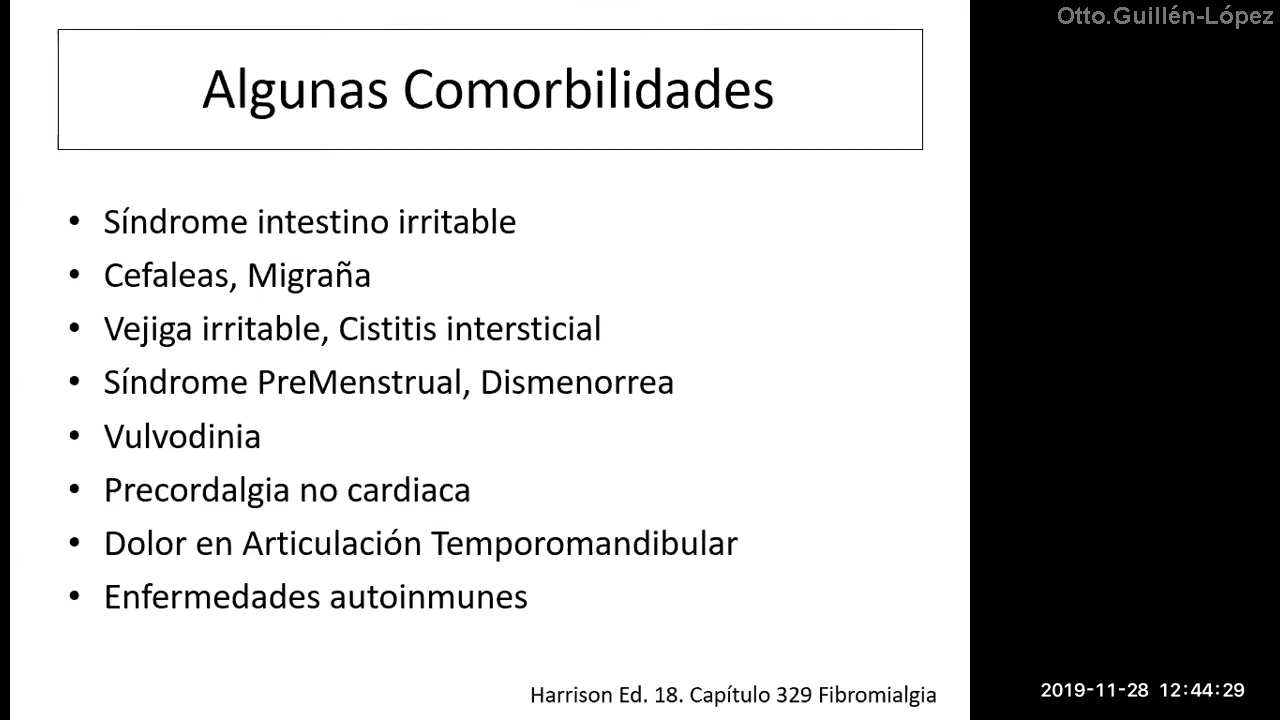 Otto.Guillén-López
Algunas Comorbilidades
• Síndrome intestino irritable
• Cefaleas, Migraña
• Vejiga irritable, Cistitis intersticial
• Síndrome PreMenstrual, Dismenorrea
• Vulvodinia
• Precordalgia no cardiaca
• Dolor en Articulación Temporomandibular
• Enfermedades autoinmunes
Harrison Ed. 18. Capítulo 329 Fibromialgia
2019-11-28 12:44:29